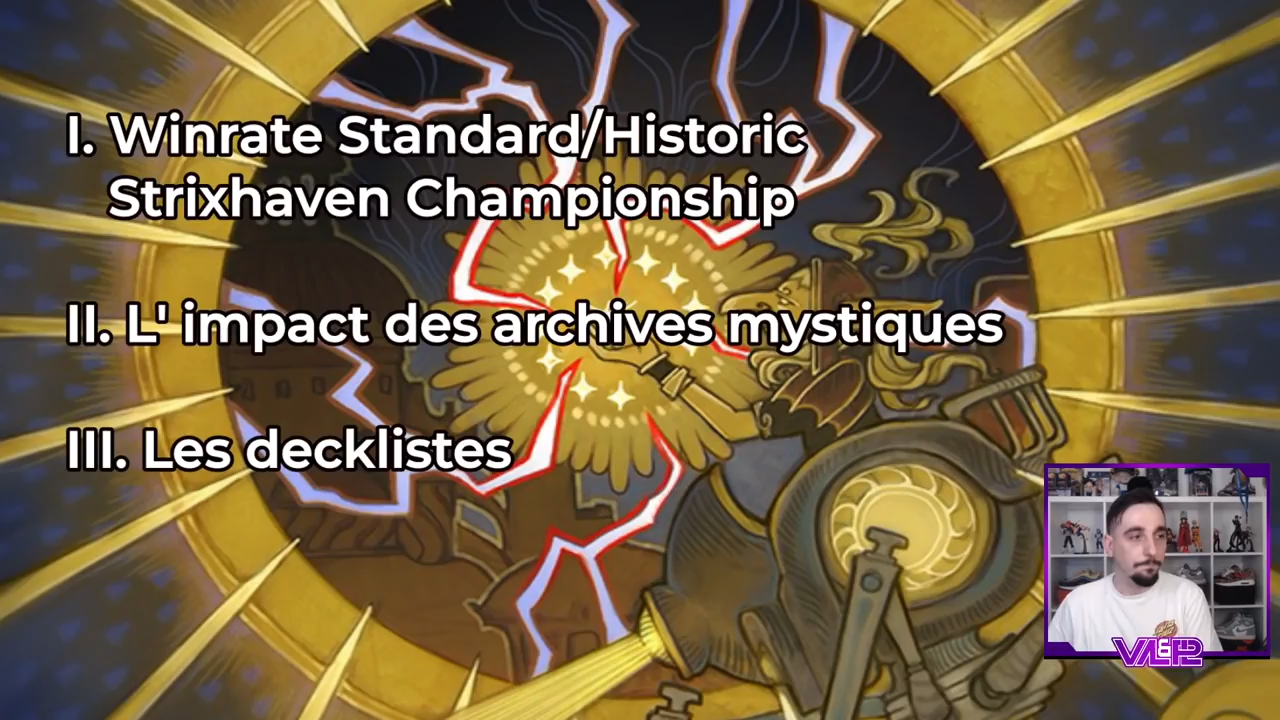 I. Winrate Standard/Historic
Strixhaven Championship
II. L' impact des archives mystiques
III. Les decklistes